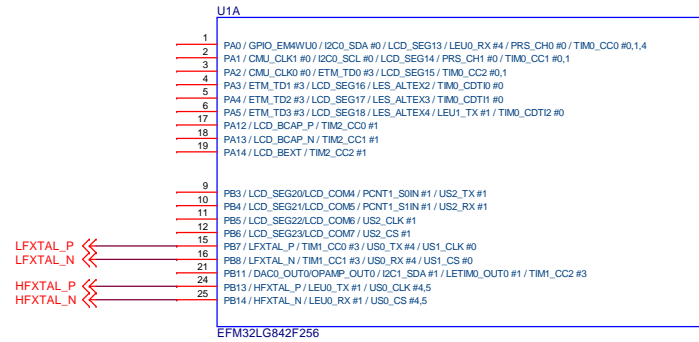 U1A
1 PA0 / GPIO_EM4WU0 / I2C0_SDA #0 / LCD_SEG13 / LEU0_RX #4 / PRS_CH0 #0 / TIM0_CC0 #0,1,4
2 PA1 / CMU_CLK1 #0 / I2C0_SCL #0 / LCD_SEG14 / PRS_CH1 #0 / TIM0_CC1 #0,1
3 PA2 / CMU_CLK0 #0 / ETM_TD0 #3 / LCD_SEG15 / TIM0_CC2 #0,1
4 PA3 / ETM_TD1 #3 / LCD_SEG16 / LES_ALTEX2 / TIM0_CDTI0 #0
5 PA4 / ETM_TD2 #3 / LCD_SEG17 / LES_ALTEX3 / TIM0_CDTI1 #0
6 PA5 / ETM_TD3 #3 / LCD_SEG18 / LES_ALTEX4 / LEU1_TX #1 / TIM0_CDTI2 #0
17 PA12 / LCD_BCAP_P / TIM2_CC0 #1
18 PA13 / LCD_BCAP_N / TIM2_CC1 #1
19 PA14 / LCD_BEXT / TIM2_CC2 #1
9 PB3 / LCD_SEG20/LCD_COM4 / PCNT1_S0IN #1 / US2_TX #1
10 PB4 / LCD_SEG21/LCD_COM5 / PCNT1_S1IN #1 / US2_RX #1
11 PB5 / LCD_SEG22/LCD_COM6 / US2_CLK #1
12 PB6 / LCD_SEG23/LCD_COM7 / US2_CS #1
LFXTAL_P 15 PB7 / LFXTAL_P / TIM1_CC0 #3 / US0_TX #4 / US1_CLK #0
LFXTAL_N 16 PB8 / LFXTAL_N / TIM1_CC1 #3 / US0_RX #4 / US1_CS #0
21 PB11 / DAC0_OUT0/OPAMP_OUT0 / I2C1_SDA #1 / LETIM0_OUT0 #1 / TIM1_CC2 #3
HFXTAL_P 24 PB13 / HFXTAL_P / LEU0_TX #1 / US0_CLK #4,5
HFXTAL_N 25 PB14 / HFXTAL_N / LEU0_RX #1 / US0_CS #4,5
EFM32LG842F256